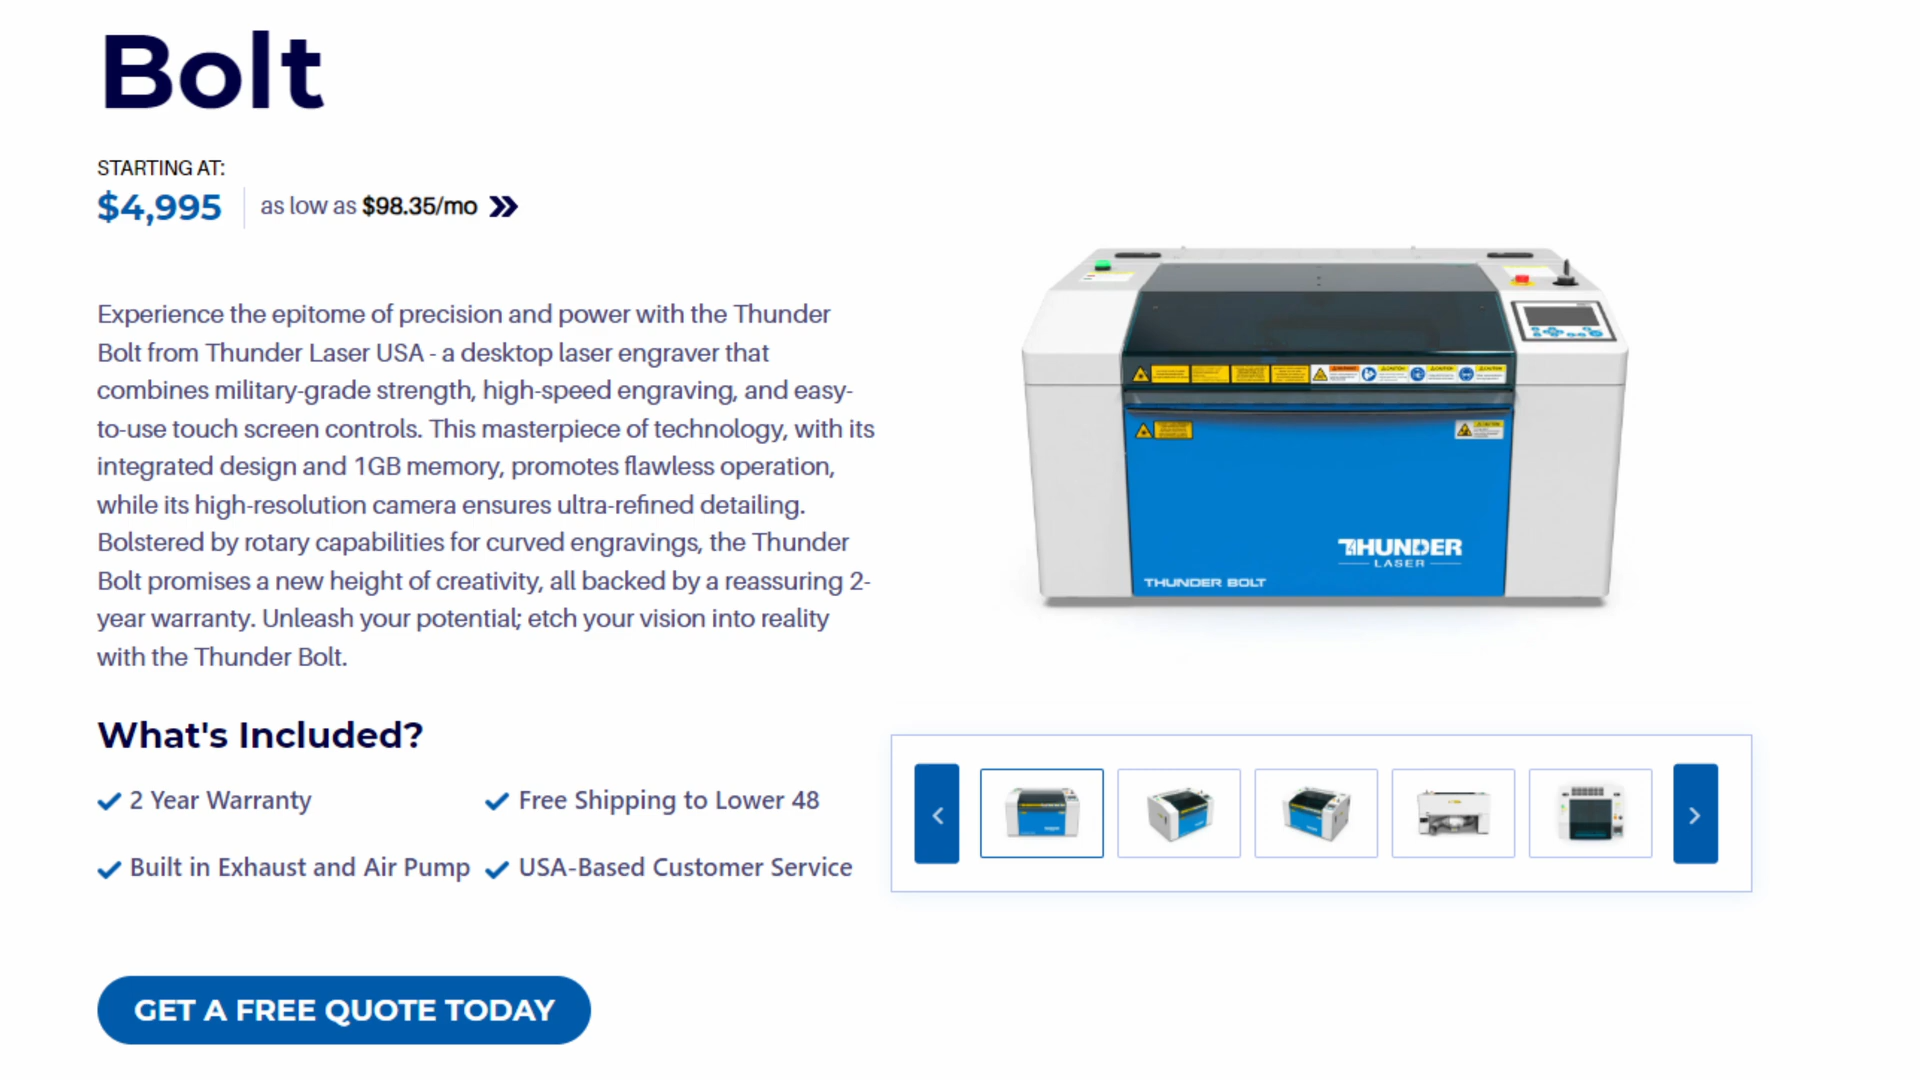 Bolt
STARTING AT:
$4,995
as low as $98.35/mo
Experience the epitome of precision and power with the Thunder
Bolt from Thunder Laser USA - a desktop laser engraver that
combines military-grade strength, high-speed engraving, and easy-
to-use touch screen controls. This masterpiece of technology, with its
integrated design and 1GB memory, promotes flawless operation,
while its high-resolution camera ensures ultra-refined detailing.
Bolstered by rotary capabilities for curved engravings, the Thunder
Bolt promises a new height of creativity, all backed by a reassuring 2-
year warranty. Unleash your potential; etch your vision into reality
with the Thunder Bolt.
What's Included?
2 Year Warranty
Free Shipping to Lower 48
Built in Exhaust and Air Pump
USA-Based Customer Service
GET A FREE QUOTE TODAY
THUNDER
LASER
THUNDER BOLT